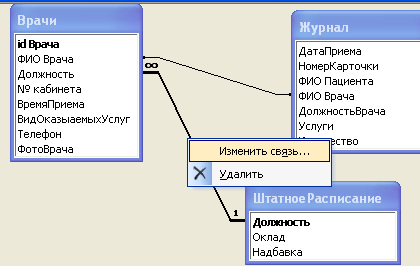 Врачи
id Врача
ФИО Врача
Должность
№ кабинета
ВремяПриема
ВидОказыаемыхУслуг
Телефон
ФотоВрача
Журнал
ДатаПриема
НомерКарточки
ФИО Пациента
ФИО Врача
ДолжностьВрача
Услуги
Изменить связь...
Удалить
ШтатноеРасписание
Должность
Оклад
Надбавка
∞
1